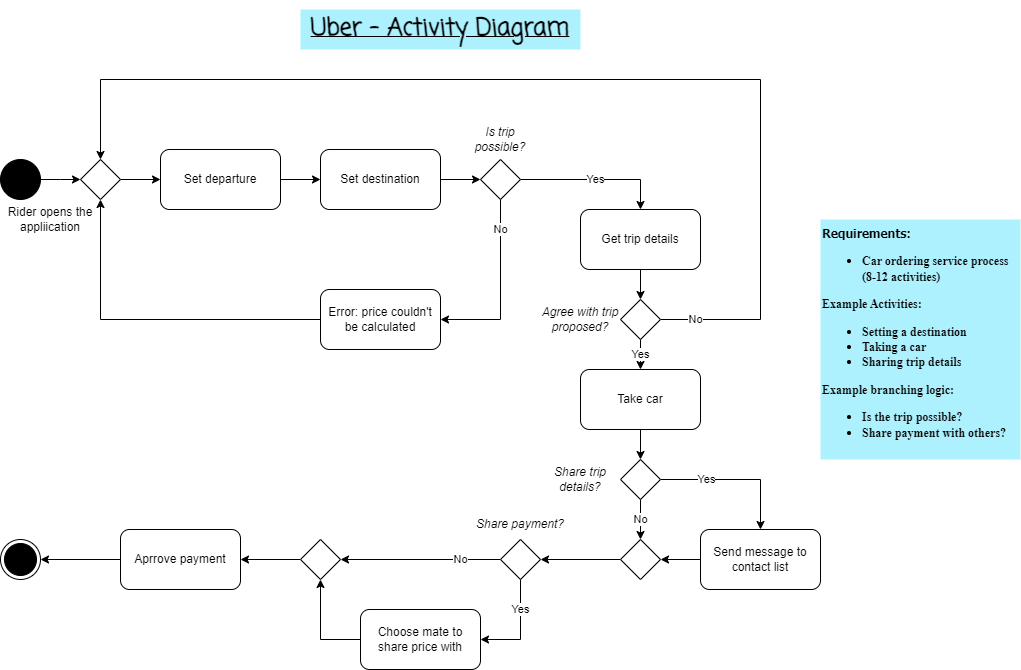 Uber - Activity Diagram
Is trip
possible?
Set departure
Set destination
Yes
Rider opens the
appliication
No
Get trip details
Error: price couldn't
be calculated
Agree with trip
proposed?
No
Yes
Take car
Requirements:
• Car ordering service process
(8-12 activities)
Example Activities:
• Setting a destination
• Taking a car
• Sharing trip details
Example branching logic:
• Is the trip possible?
• Share payment with others?
Share trip
details?
Yes
No
Send message to
contact list
Share payment?
No
Aprrove payment
Yes
Choose mate to
share price with